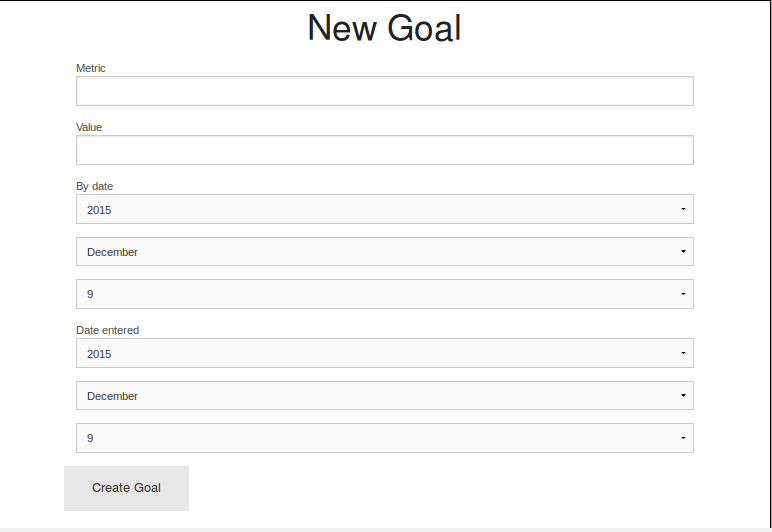 New Goal
Metric
Value
By date
2015
December
9
Date entered
2015
December
9
Create Goal